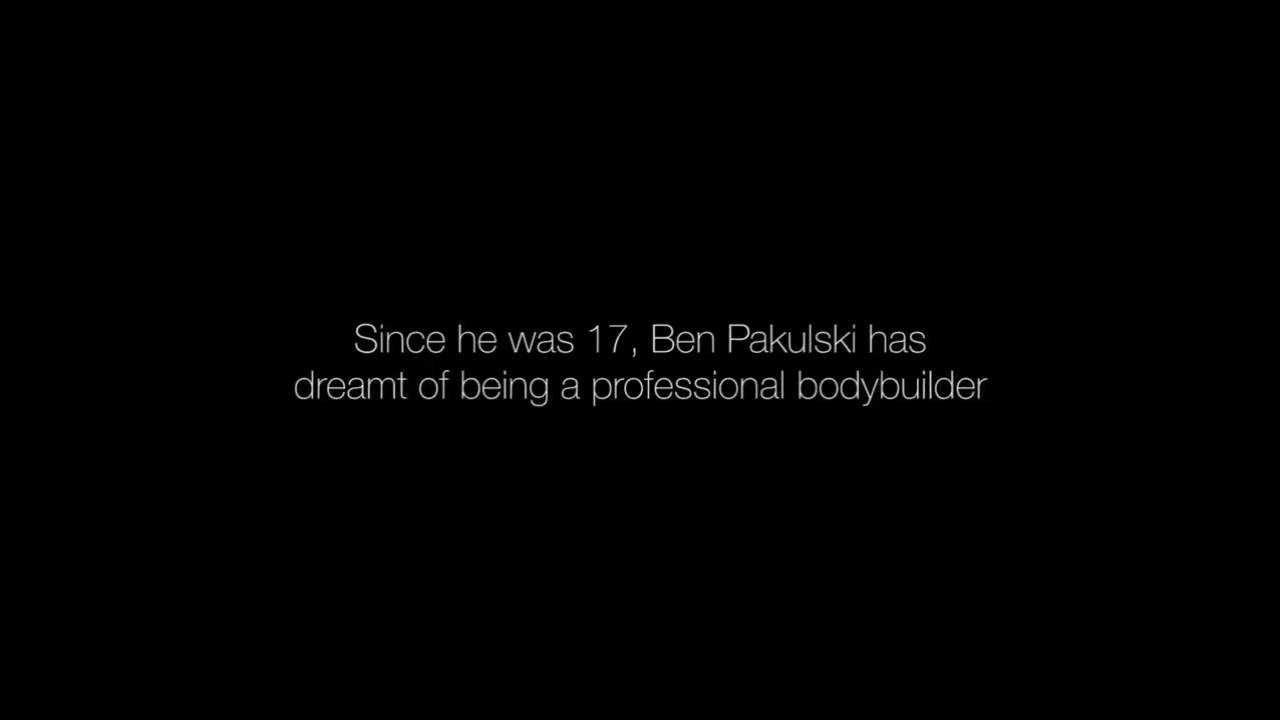 Since he was 17, Ben Pakulski has
dreamt of being a professional bodybuilder